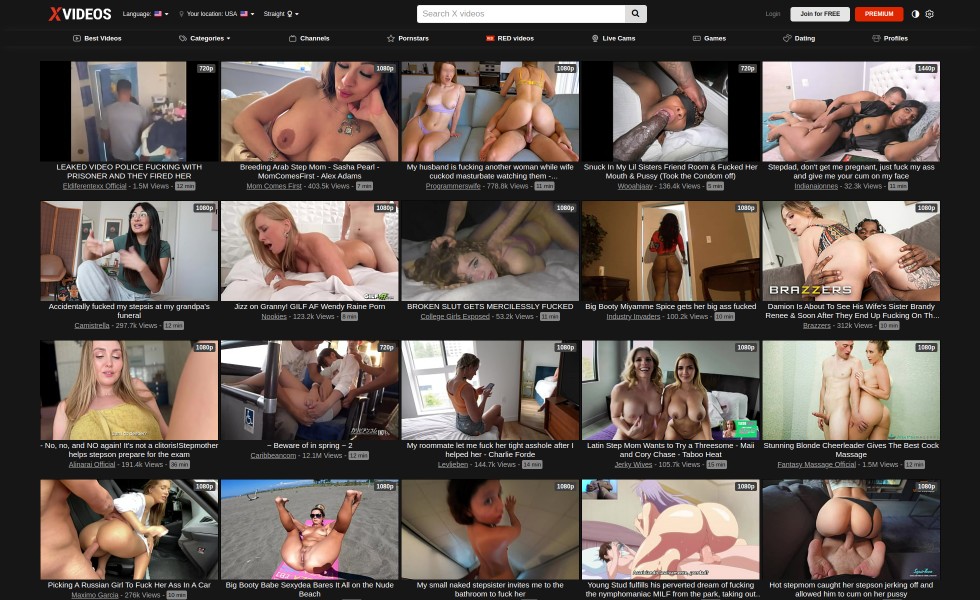 XVIDEOS
Language:
Your location: USA
Straight
Search X videos
Login
Join for FREE
PREMIUM
Best Videos
Categories
Channels
Pornstars
RED videos
Live Cams
Games
Dating
Profiles
720p
1080p
1080p
720p
1440p
LEAKED VIDEO POLICE FUCKING WITH
PRISONER AND THEY FIRED HER
Eldiferentexx Official - 1.5M Views - 12 min
Breeding Arab Step Mom - Sasha Pearl -
MomComesFirst - Alex Adams
Mom Comes First - 403.5k Views - 7 min
My husband is fucking another woman while wife
cucked masturbate watching them -...
Programmerswife - 778.8k Views - 11 min
Snuck In My Lil Sisters Friend Room & Fucked Her
Mouth & Pussy (Took the Condom off)
Wooahjaay - 136.4k Views - 5 min
Stepdad, don't get me pregnant, just fuck my ass
and give me your cum on my face
Indianaionnes - 32.3k Views - 11 min
1080p
1080p
1080p
1080p
1080p
BRAZZERS
Accidentally fucked my stepsis at my grandpa's
funeral
Camistrella - 297.7k Views - 12 min
Jizz on Granny! GILF AF Wendy Raine Porn
Nookies - 123.2k Views - 8 min
BROKEN SLUT GETS MERCILESSLY FUCKED
College Girls Exposed - 53.2k Views - 11 min
Big Booty Miyamme Spice gets her big ass fucked
Industry Invaders - 100.2k Views - 10 min
Damion Is About To See His Wife's Sister Brandy
Renee & Soon After They End Up Fucking On Th...
Brazzers - 312k Views - 10 min
1080p
720p
1080p
1080p
1080p
- No, no, and NO again! It's not a clitoris!Stepmother
helps stepson prepare for the exam
Alinarai Official - 191.4k Views - 36 min
~ Beware of in spring ~ 2
Caribbeancom - 12.1M Views - 12 min
My roommate let me fuck her tight asshole after I
helped her - Charlie Forde
Levlieben - 144.7k Views - 14 min
Latin Step Mom Wants to Try a Threesome - Maii
and Cory Chase - Taboo Heat
Jerky Wives - 105.7k Views - 15 min
Stunning Blonde Cheerleader Gives The Best Cock
Massage
Fantasy Massage Official - 1.5M Views - 12 min
1080p
1080p
1080p
1080p
1080p
Picking A Russian Girl To Fuck Her Ass In A Car
Maximo Garcia - 276k Views - 10 min
Big Booty Babe Sexydea Bares It All on the Nude
Beach
My small naked stepsister invites me to the
bathroom to fuck her
Young Stud fulfills his perverted dream of fucking
the nymphomaniac MILF from the park, taking out..
Hot stepmom caught her stepson jerking off and
allowed him to cum on her pussy